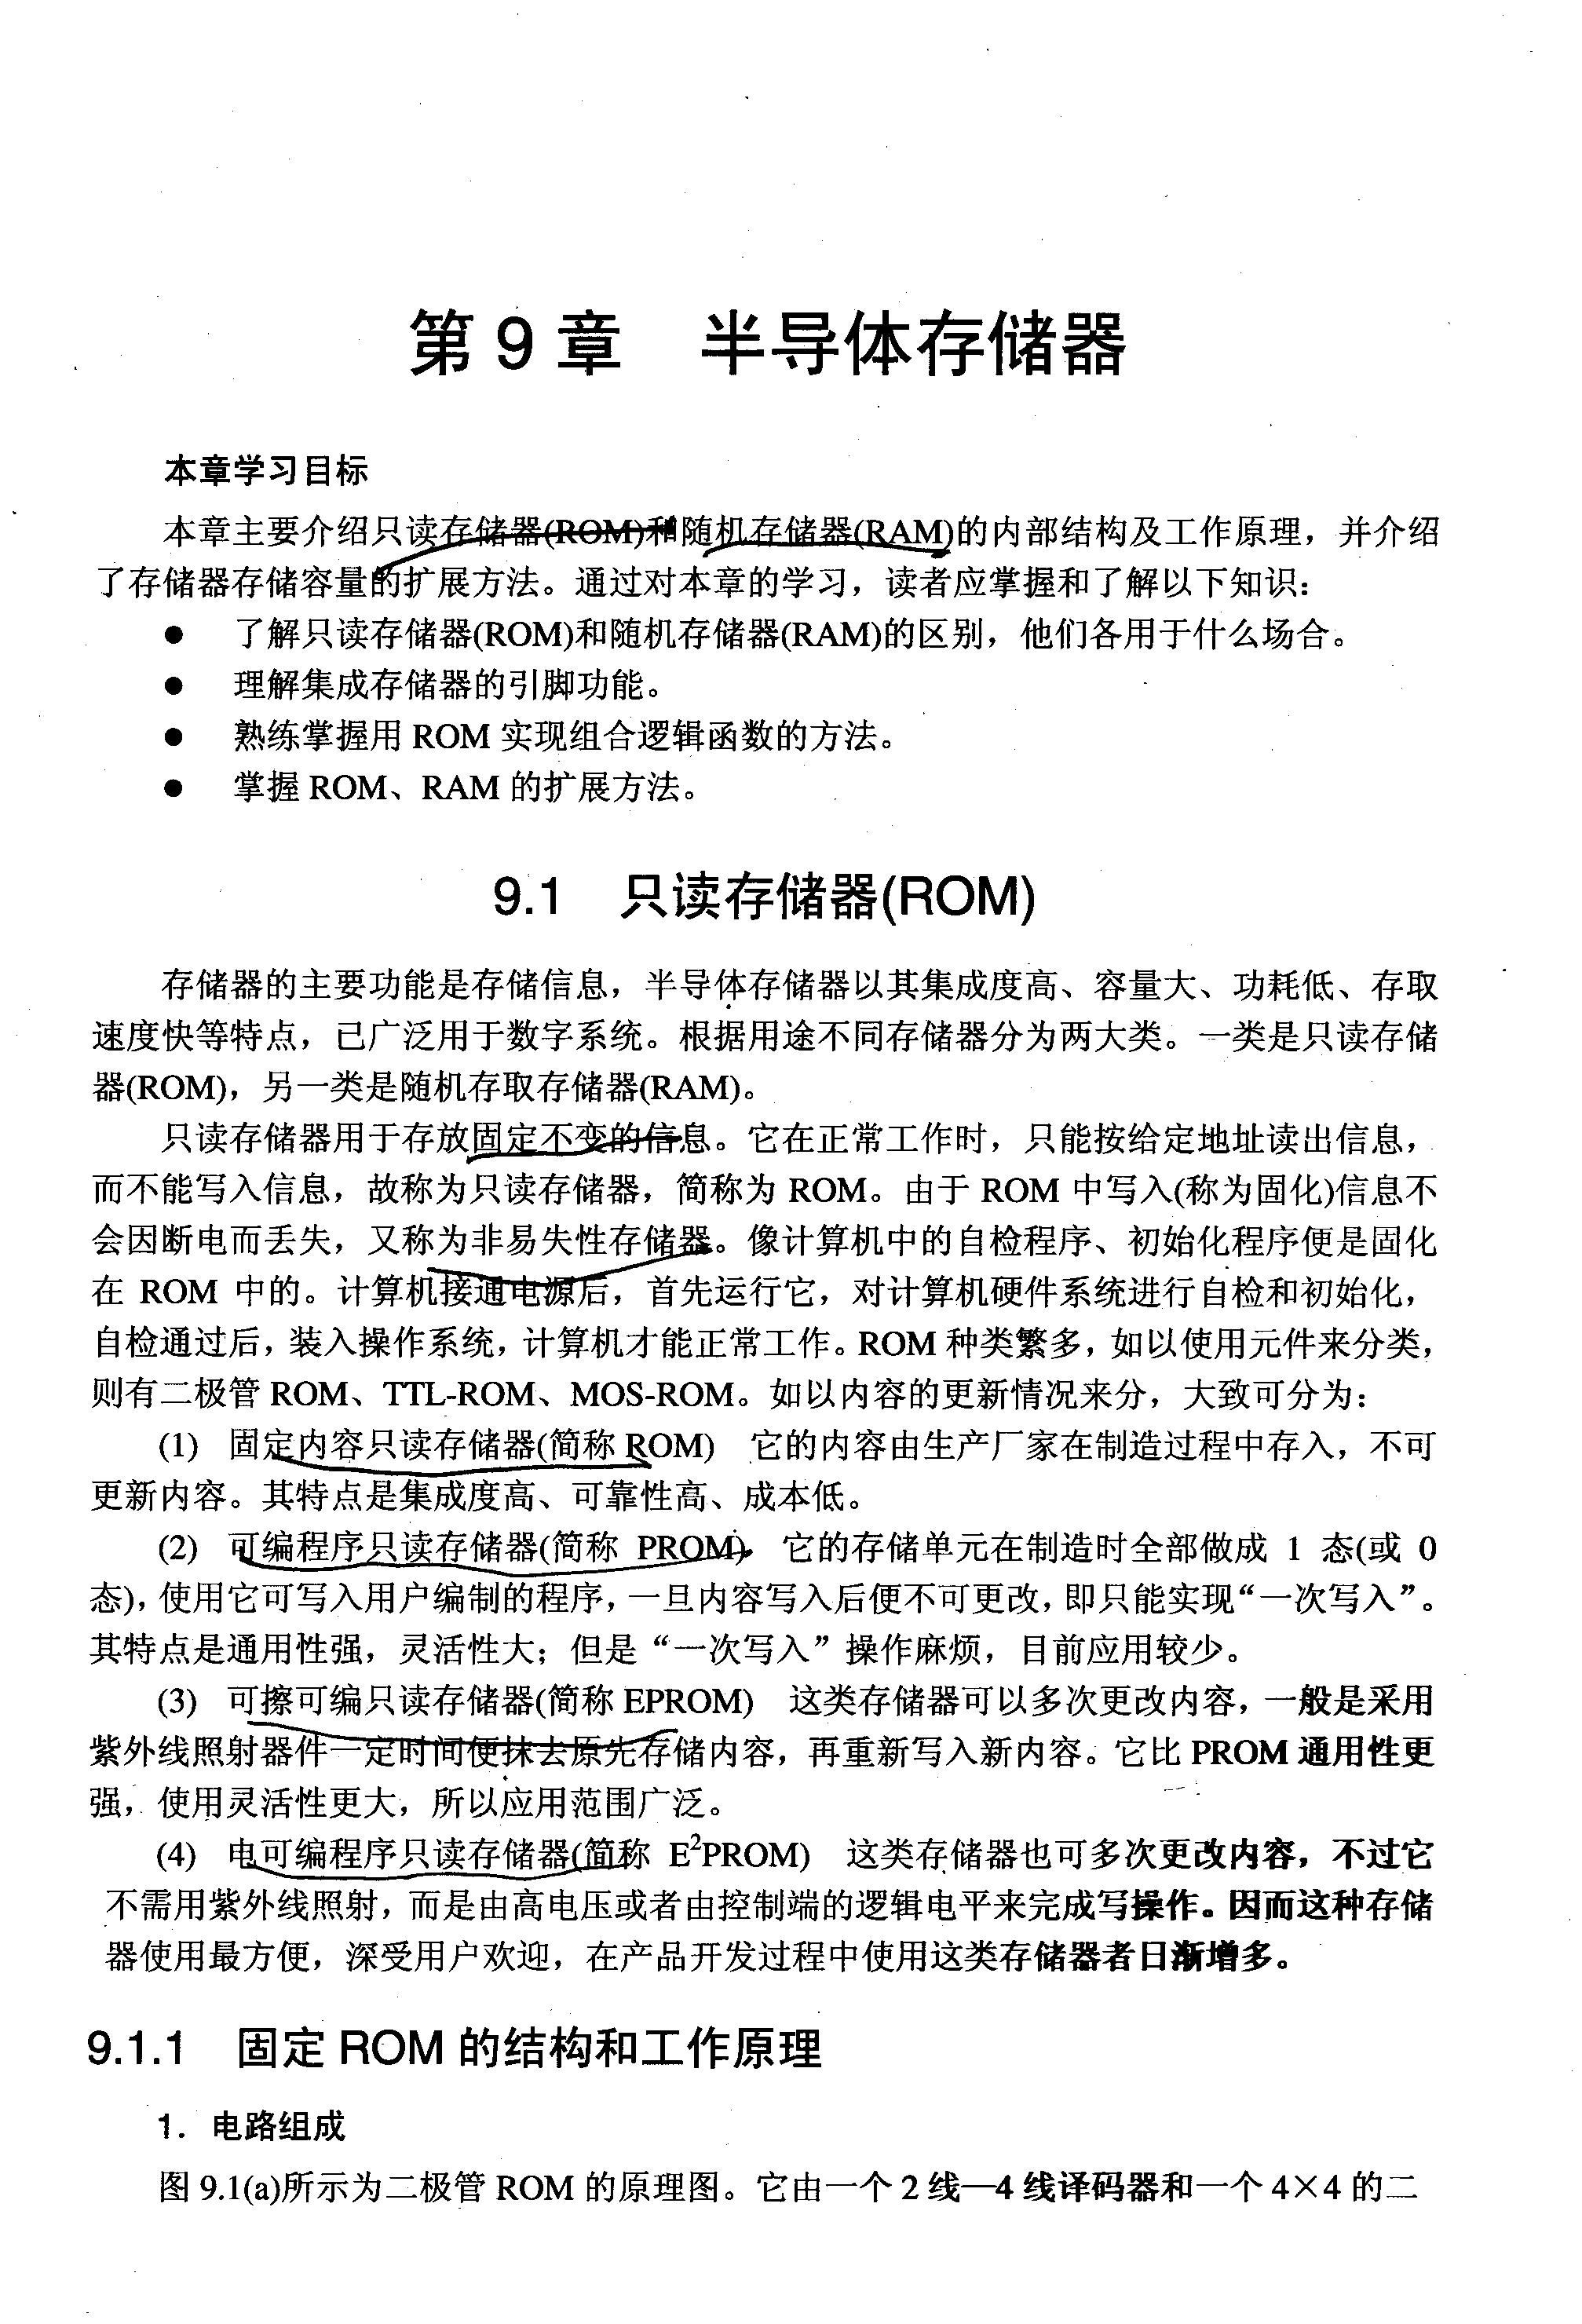 第 9 章 半导体存储器
本章学习目标
本章主要介绍只读存储器(ROM)和随机存储器(RAM)的内部结构及工作原理，并介绍
了存储器存储容量的扩展方法。通过对本章的学习，读者应掌握和了解以下知识：
● 了解只读存储器(ROM)和随机存储器(RAM)的区别，他们各用于什么场合。
● 理解集成存储器的引脚功能。
● 熟练掌握用 ROM 实现组合逻辑函数的方法。
● 掌握 ROM、RAM 的扩展方法。
9.1 只读存储器(ROM)
存储器的主要功能是存储信息，半导体存储器以其集成度高、容量大、功耗低、存取
速度快等特点，已广泛用于数字系统。根据用途不同存储器分为两大类。一类是只读存储
器(ROM)，另一类是随机存取存储器(RAM)。
只读存储器用于存放固定不变的信息。它在正常工作时，只能按给定地址读出信息，
而不能写入信息，故称为只读存储器，简称为 ROM。由于 ROM 中写入(称为固化)信息不
会因断电而丢失，又称为非易失性存储器。像计算机中的自检程序、初始化程序便是固化
在 ROM 中的。计算机接通电源后，首先运行它，对计算机硬件系统进行自检和初始化，
自检通过后，装入操作系统，计算机才能正常工作。ROM 种类繁多，如以使用元件来分类，
则有二极管 ROM、TTL-ROM、MOS-ROM。如以内容的更新情况来分，大致可分为：
(1) 固定内容只读存储器(简称 ROM) 它的内容由生产厂家在制造过程中存入，不可
更新内容。其特点是集成度高、可靠性高、成本低。
(2) 可编程序只读存储器(简称 PROM) 它的存储单元在制造时全部做成 1 态(或 0
态)，使用它可写入用户编制的程序，一旦内容写入后便不可更改，即只能实现“一次写入”。
其特点是通用性强，灵活性大；但是“一次写入”操作麻烦，目前应用较少。
(3) 可擦可编只读存储器(简称 EPROM) 这类存储器可以多次更改内容，一般是采用
紫外线照射器件一定时间便抹去原先存储内容，再重新写入新内容。它比 PROM 通用性更
强，使用灵活性更大，所以应用范围广泛。
(4) 电可编程序只读存储器(简称 E²PROM) 这类存储器也可多次更改内容，不过它
不需用紫外线照射，而是由高电压或者由控制端的逻辑电平来完成写操作。因而这种存储
器使用最方便，深受用户欢迎，在产品开发过程中使用这类存储器者日渐增多。
9.1.1 固定 ROM 的结构和工作原理
1．电路组成
图 9.1(a)所示为二极管 ROM 的原理图。它由一个 2 线—4 线译码器和一个 4×4 的二